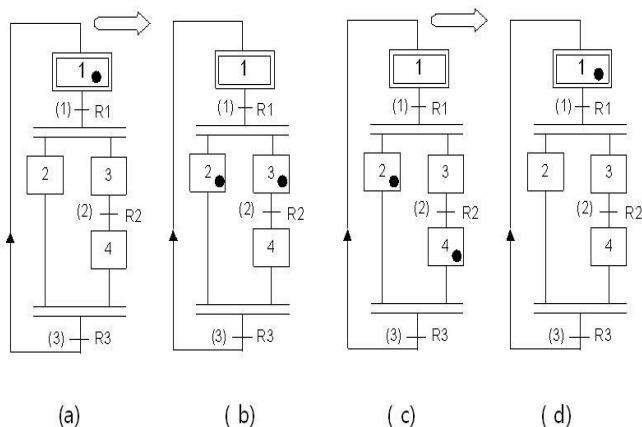 1 1 1 1
(1) R1 (1) R1 (1) R1 (1) R1
2 3 2 3 2 3 2 3
(2) R2 (2) R2 (2) R2 (2) R2
4 4 4 4
(3) R3 (3) R3 (3) R3 (3) R3
(a) ( b) ( c) ( d)